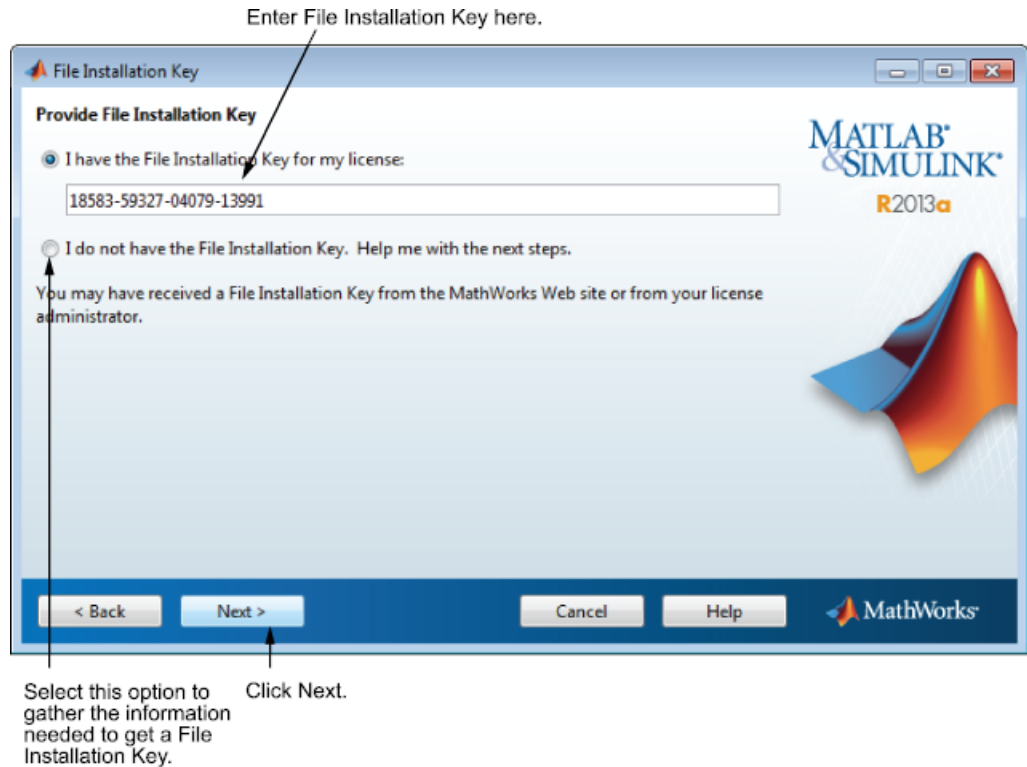 Enter File Installation Key here.
File Installation Key
Provide File Installation Key
I have the File Installation Key for my license:
18583-59327-04079-13991
I do not have the File Installation Key. Help me with the next steps.
You may have received a File Installation Key from the MathWorks Web site or from your license
administrator.
MATLAB®
&SIMULINK®
R2013a
< Back
Next >
Cancel
Help
MathWorks®
Select this option to
gather the information
needed to get a File
Installation Key.
Click Next.